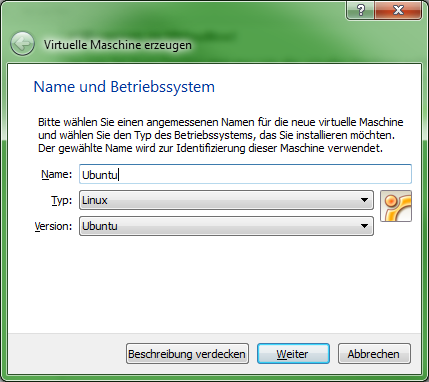 Virtuelle Maschine erzeugen
Name und Betriebssystem
Bitte wählen Sie einen angemessenen Namen für die neue virtuelle Maschine
und wählen Sie den Typ des Betriebssystems, das Sie installieren möchten.
Der gewählte Name wird zur Identifizierung dieser Maschine verwendet.
Name: Ubuntu
Typ: Linux
Version: Ubuntu
Beschreibung verdecken Weiter Abbrechen